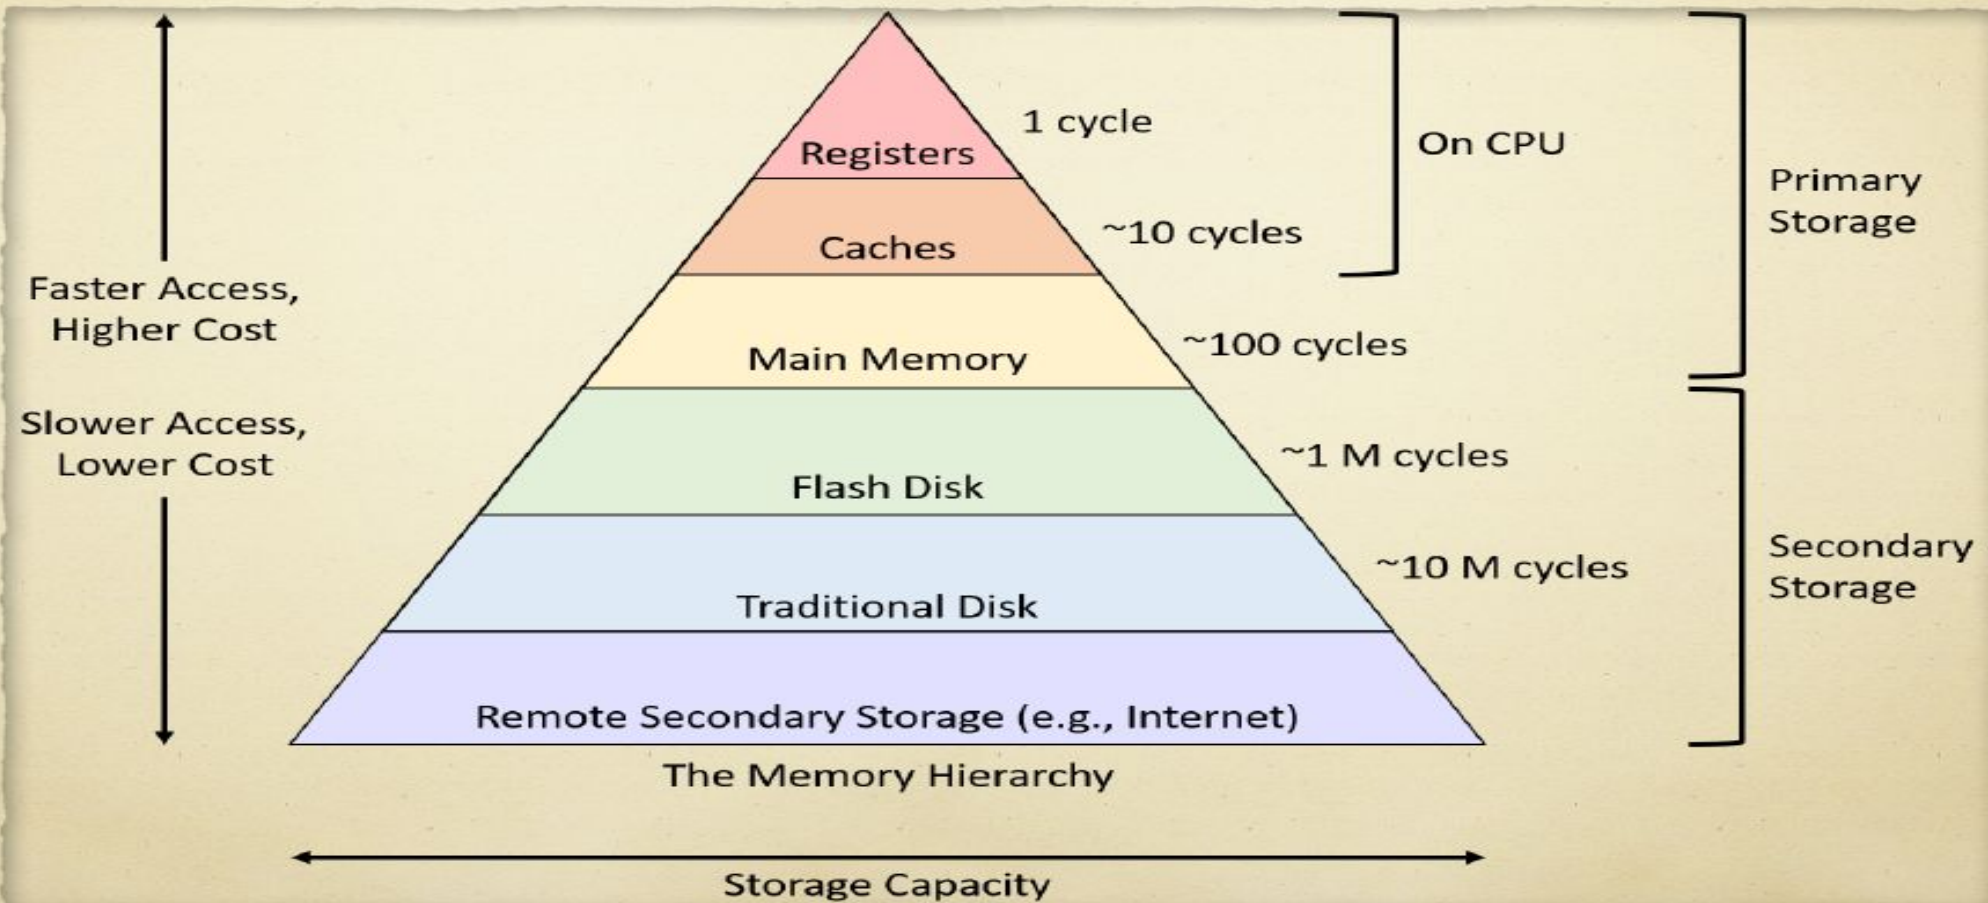 1 cycle
Registers
On CPU
Primary
Storage
~10 cycles
Caches
Faster Access,
Higher Cost
~100 cycles
Main Memory
Slower Access,
Lower Cost
~1 M cycles
Flash Disk
~10 M cycles
Secondary
Storage
Traditional Disk
Remote Secondary Storage (e.g., Internet)
The Memory Hierarchy
Storage Capacity